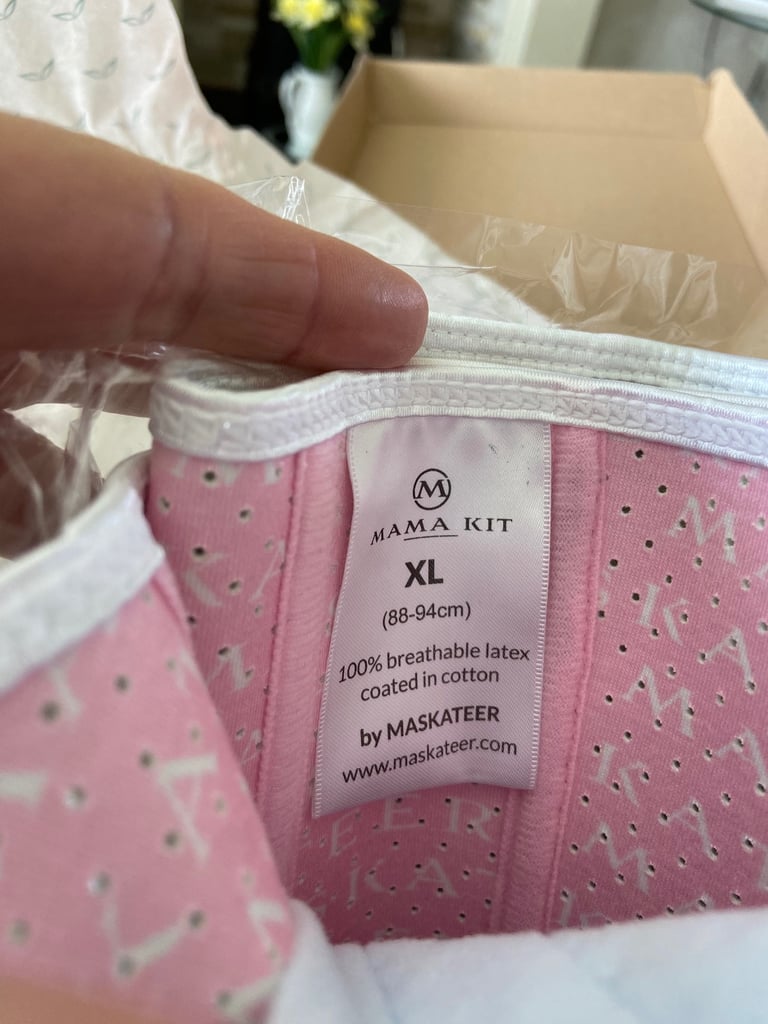 M
MAMA KIT
XL
(88-94cm)
100% breathable latex
coated in cotton
by MASKATEER
www.maskateer.com